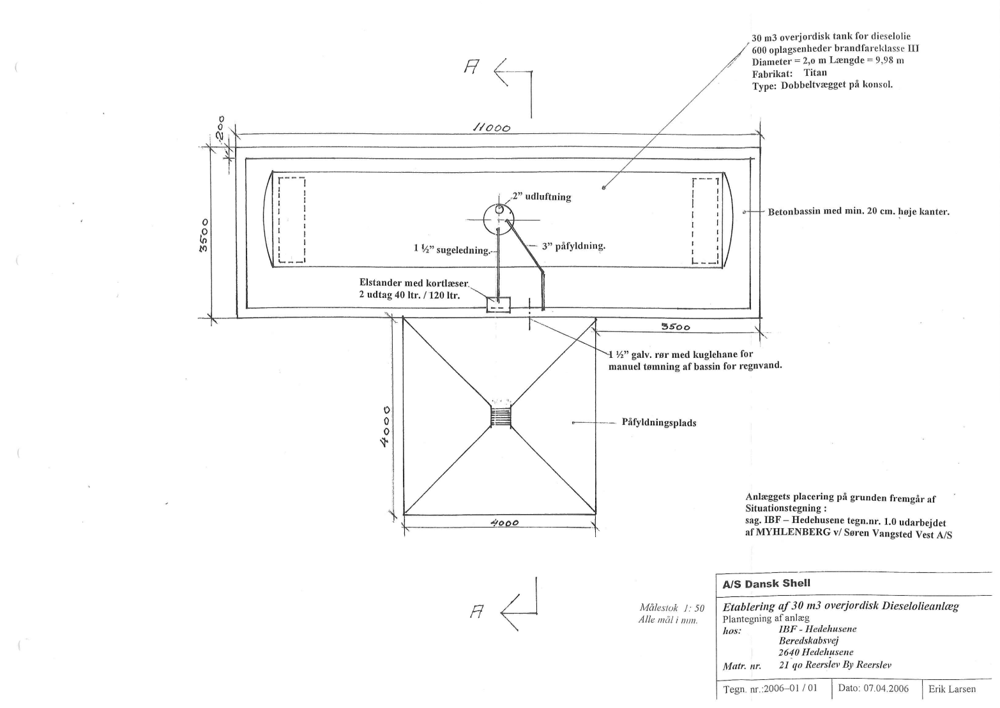 30 m3 overjordisk tank for dieselolie
600 oplagsenheder brandfareklasse III
Diameter = 2,o m Længde = 9,98 m
Fabrikat: Titan
Type: Dobbeltvægget på konsol.
A
11000
200
3500
2” udluftning
Betonbassin med min. 20 cm. høje kanter.
1 ½” sugeledning.
3” påfyldning.
Elstander med kortlæser.
2 udtag 40 ltr. / 120 ltr.
3500
1 ½” galv. rør med kuglehane for
manuel tømning af bassin for regnvand.
4000
Påfyldningsplads
4000
Anlæggets placering på grunden fremgår af
Situationstegning :
sag. IBF – Hedehusene tegn.nr. 1.0 udarbejdet
af MYHLENBERG v/ Søren Vangsted Vest A/S
A
Målestok 1: 50
Alle mål i mm.
A/S Dansk Shell
Etablering af 30 m3 overjordisk Dieselolieanlæg
Plantegning af anlæg
hos: IBF - Hedehusene
Beredskabsvej
2640 Hedehusene
Matr. nr. 21 qo Reerslev By Reerslev
Tegn. nr.:2006–01 / 01 Dato: 07.04.2006 Erik Larsen